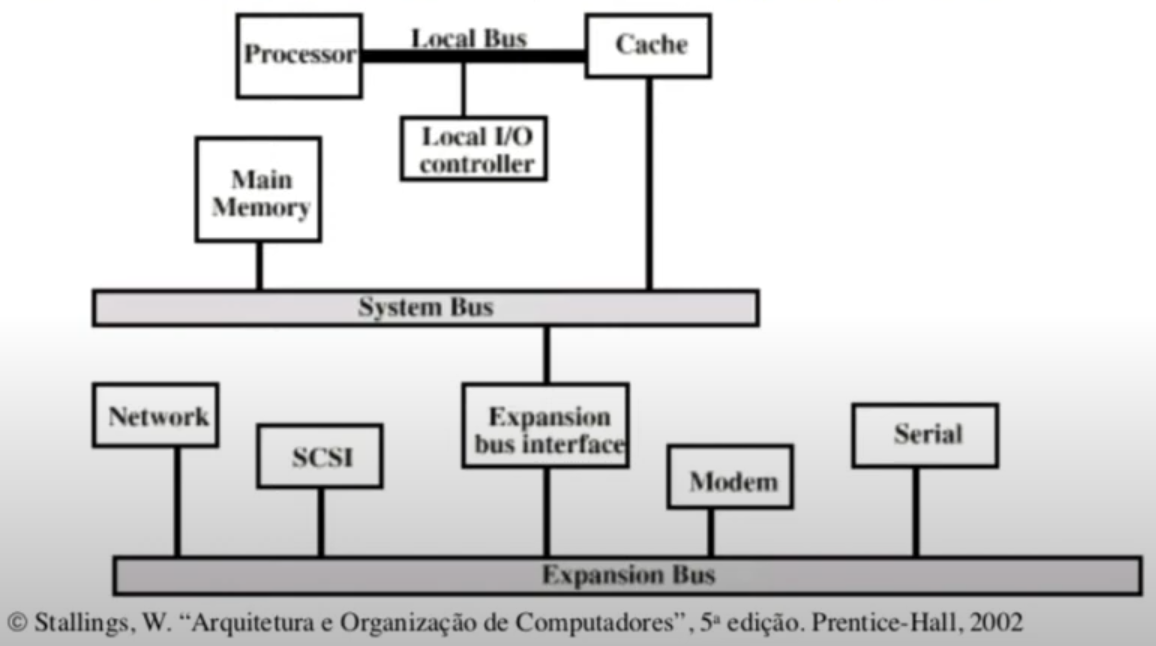 Local Bus
Processor
Cache
Local I/O
controller
Main
Memory
System Bus
Network
Expansion
bus interface
Serial
SCSI
Modem
Expansion Bus
© Stallings, W. “Arquitetura e Organização de Computadores”, 5ª edição. Prentice-Hall, 2002